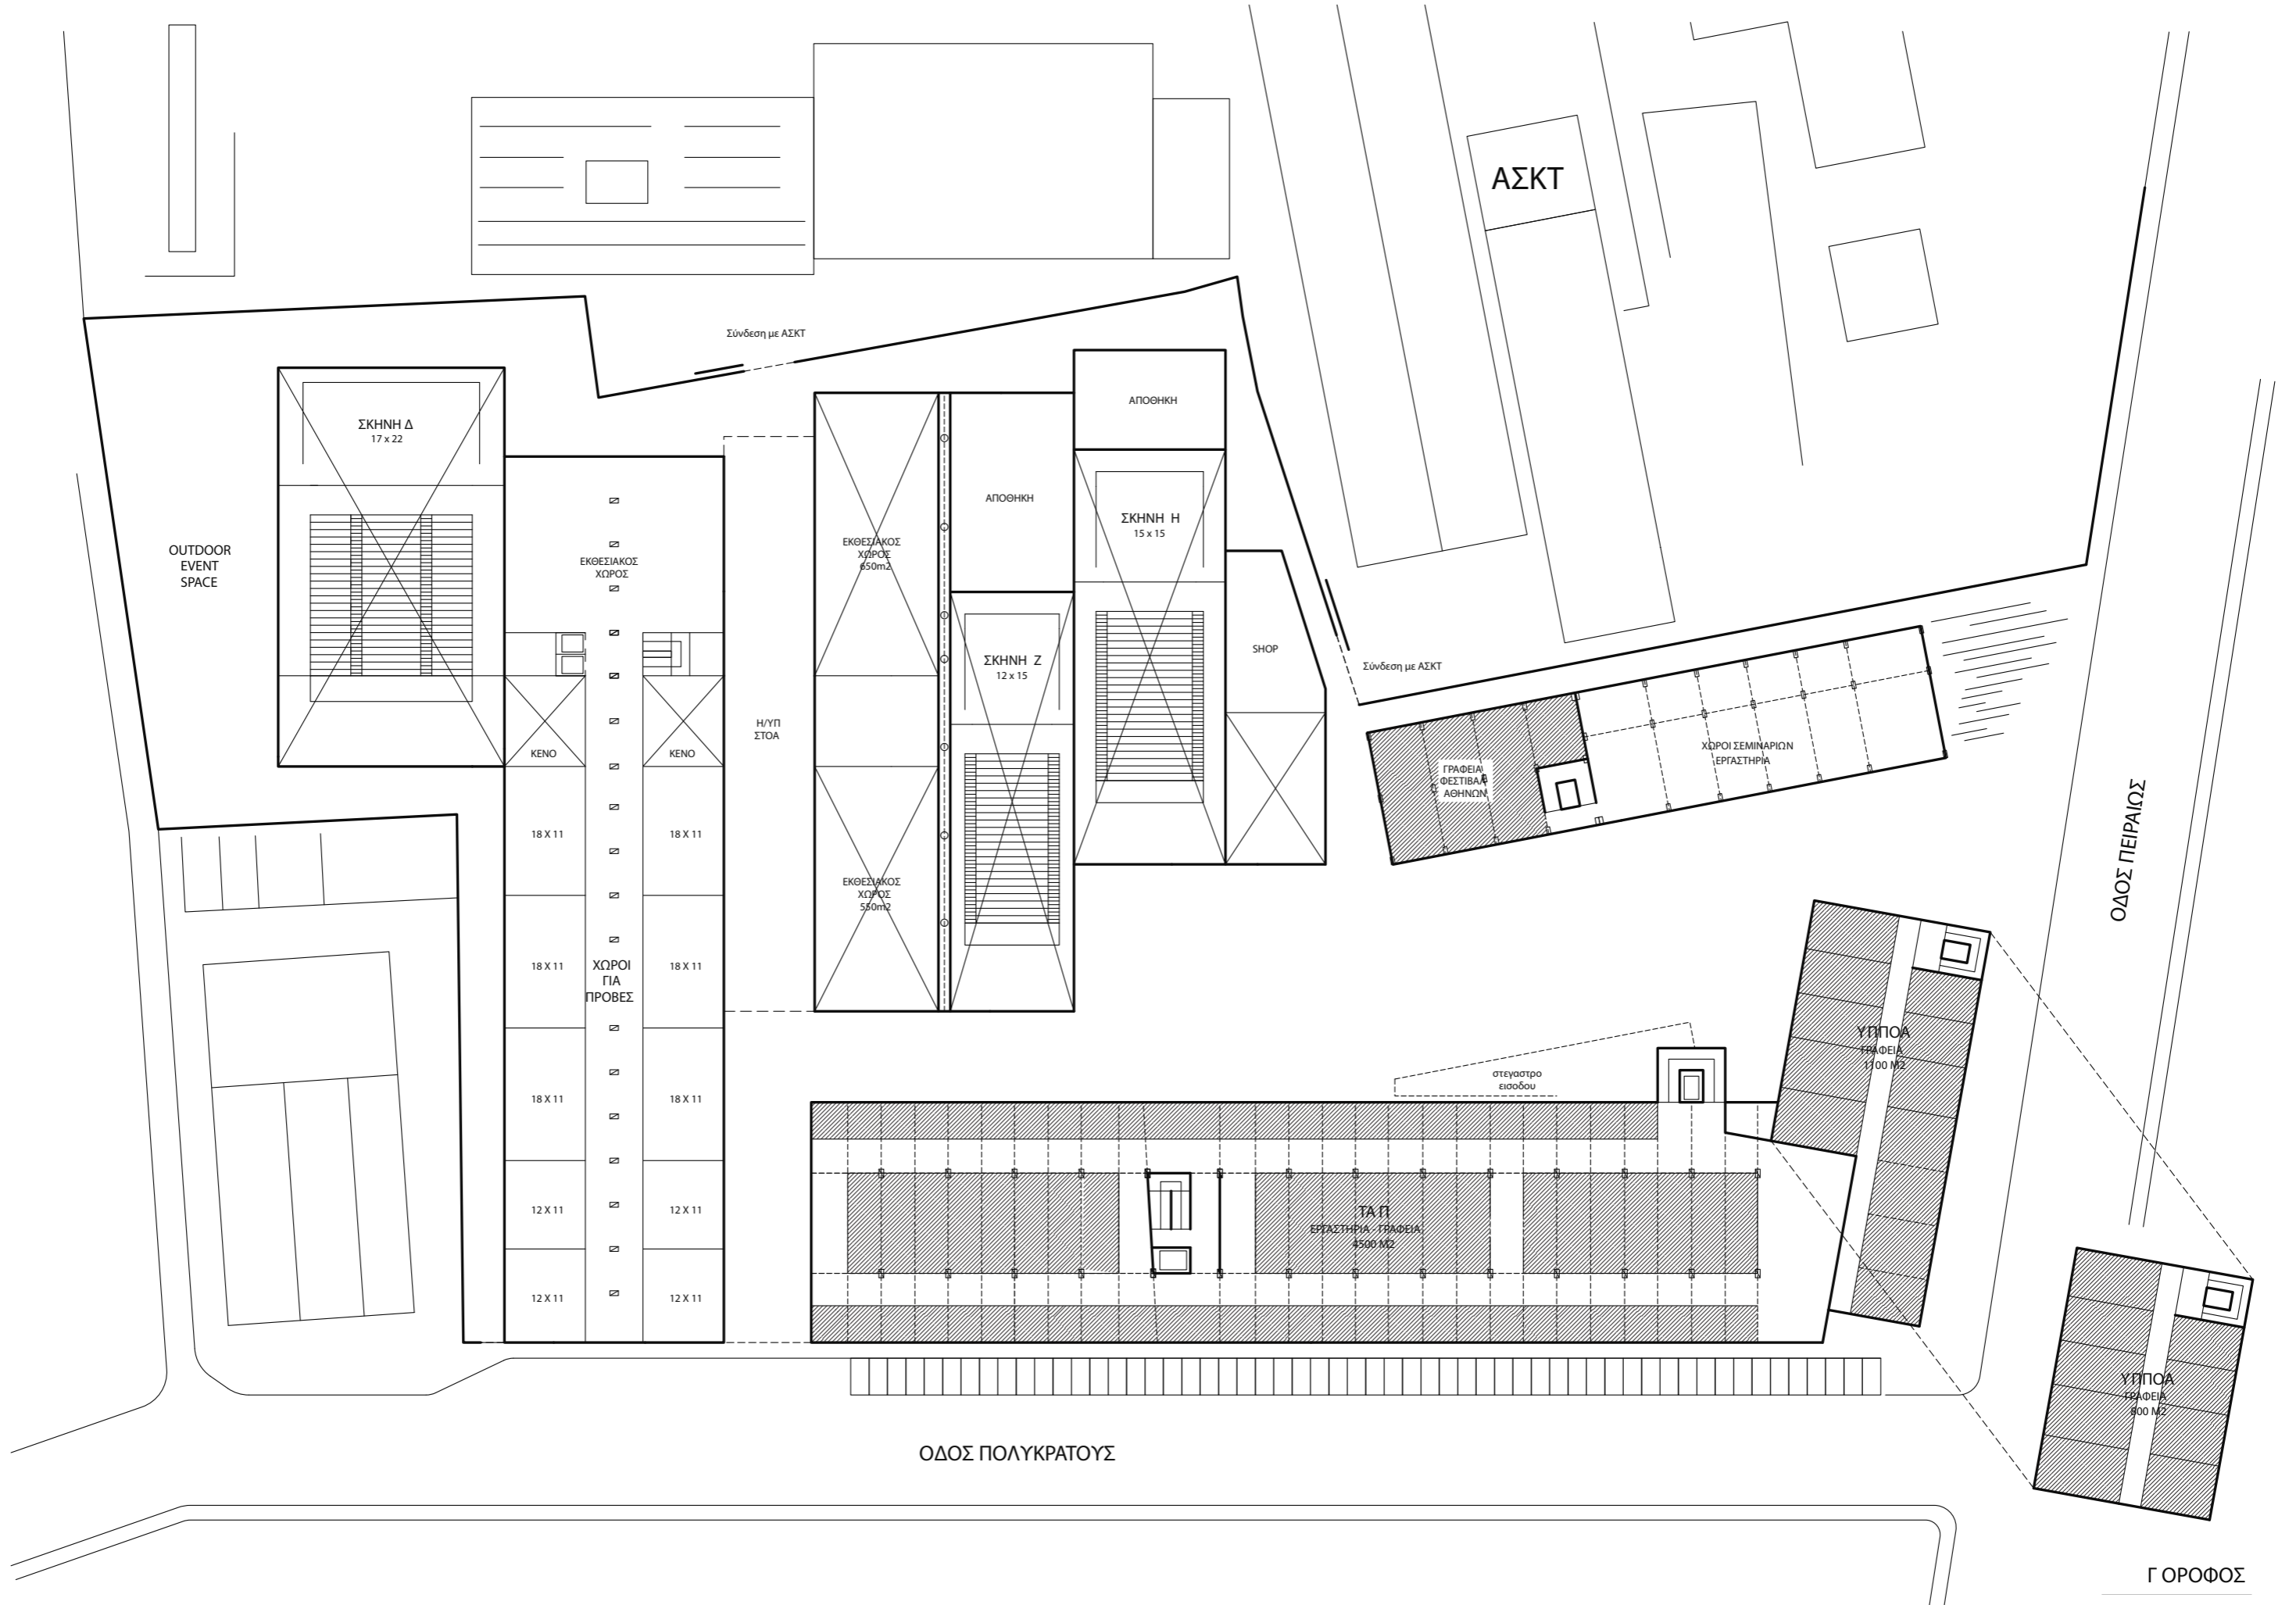 ΑΣΚΤ
Σύνδεση με ΑΣΚΤ
ΣΚΗΝΗ Δ
17 x 22
OUTDOOR
EVENT
SPACE
ΕΚΘΕΣΙΑΚΟΣ
ΧΩΡΟΣ
ΚΕΝΟ
ΚΕΝΟ
Η/ΥΠ
ΣΤΟΑ
ΕΚΘΕΣΙΑΚΟΣ
ΧΩΡΟΣ
650m2
ΑΠΟΘΗΚΗ
ΑΠΟΘΗΚΗ
ΣΚΗΝΗ Η
15 x 15
ΣΚΗΝΗ Ζ
12 x 15
SHOP
Σύνδεση με ΑΣΚΤ
ΧΩΡΟΙ ΣΕΜΙΝΑΡΙΩΝ
ΕΡΓΑΣΤΗΡΙΑ
ΓΡΑΦΕΙΑ
ΦΕΣΤΙΒΑΛ
ΑΘΗΝΩΝ
ΟΔΟΣ ΠΕΙΡΑΙΩΣ
18 X 11
18 X 11
ΕΚΘΕΣΙΑΚΟΣ
ΧΩΡΟΣ
550m2
18 X 11
ΧΩΡΟΙ
ΓΙΑ
ΠΡΟΒΕΣ
18 X 11
18 X 11
18 X 11
12 X 11
12 X 11
12 X 11
12 X 11
στεγαστρο
εισοδου
ΥΠΠΟΑ
ΓΡΑΦΕΙΑ
1100 M2
ΤΑ Π
ΕΡΓΑΣΤΗΡΙΑ - ΓΡΑΦΕΙΑ
4500 M2
ΥΠΠΟΑ
ΓΡΑΦΕΙΑ
800 M2
ΟΔΟΣ ΠΟΛΥΚΡΑΤΟΥΣ
Γ ΟΡΟΦΟΣ